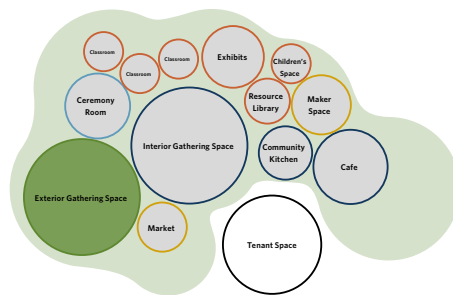 Classroom
Classroom
Classroom
Exhibits
Children's
Space
Ceremony
Room
Resource
Library
Maker
Space
Interior Gathering Space
Community
Kitchen
Cafe
Exterior Gathering Space
Market
Tenant Space